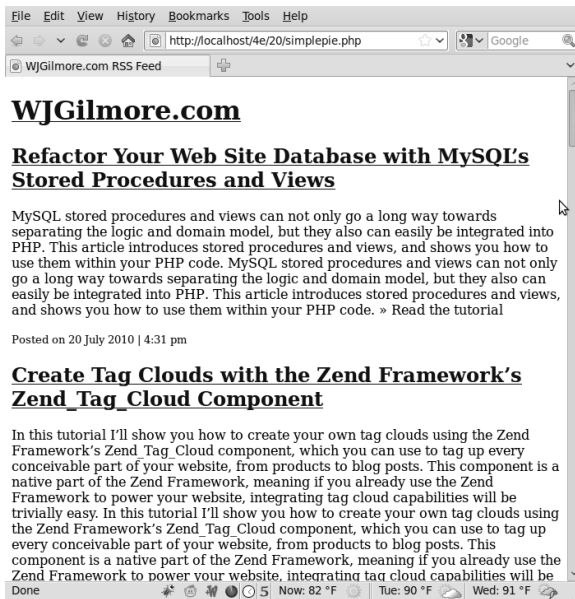 File Edit View History Bookmarks Tools Help
http://localhost/4e/20/simplepie.php Google
WJGilmore.com RSS Feed
WJGilmore.com
Refactor Your Web Site Database with MySQL’s
Stored Procedures and Views
MySQL stored procedures and views can not only go a long way towards
separating the logic and domain model, but they also can easily be integrated into
PHP. This article introduces stored procedures and views, and shows you how to
use them within your PHP code. MySQL stored procedures and views can not only
go a long way towards separating the logic and domain model, but they also can
easily be integrated into PHP. This article introduces stored procedures and views,
and shows you how to use them within your PHP code. » Read the tutorial
Posted on 20 July 2010 | 4:31 pm
Create Tag Clouds with the Zend Framework’s
Zend_Tag_Cloud Component
In this tutorial I’ll show you how to create your own tag clouds using the Zend
Framework’s Zend_Tag_Cloud component, which you can use to tag up every
conceivable part of your website, from products to blog posts. This component is a
native part of the Zend Framework, meaning if you already use the Zend
Framework to power your website, integrating tag cloud capabilities will be
trivially easy. In this tutorial I’ll show you how to create your own tag clouds using
the Zend Framework’s Zend_Tag_Cloud component, which you can use to tag up
every conceivable part of your website, from products to blog posts. This
component is a native part of the Zend Framework, meaning if you already use the
Zend Framework to power your website, integrating tag cloud capabilities will be
Done 5 Now: 82 °F Tue: 90 °F Wed: 91 °F